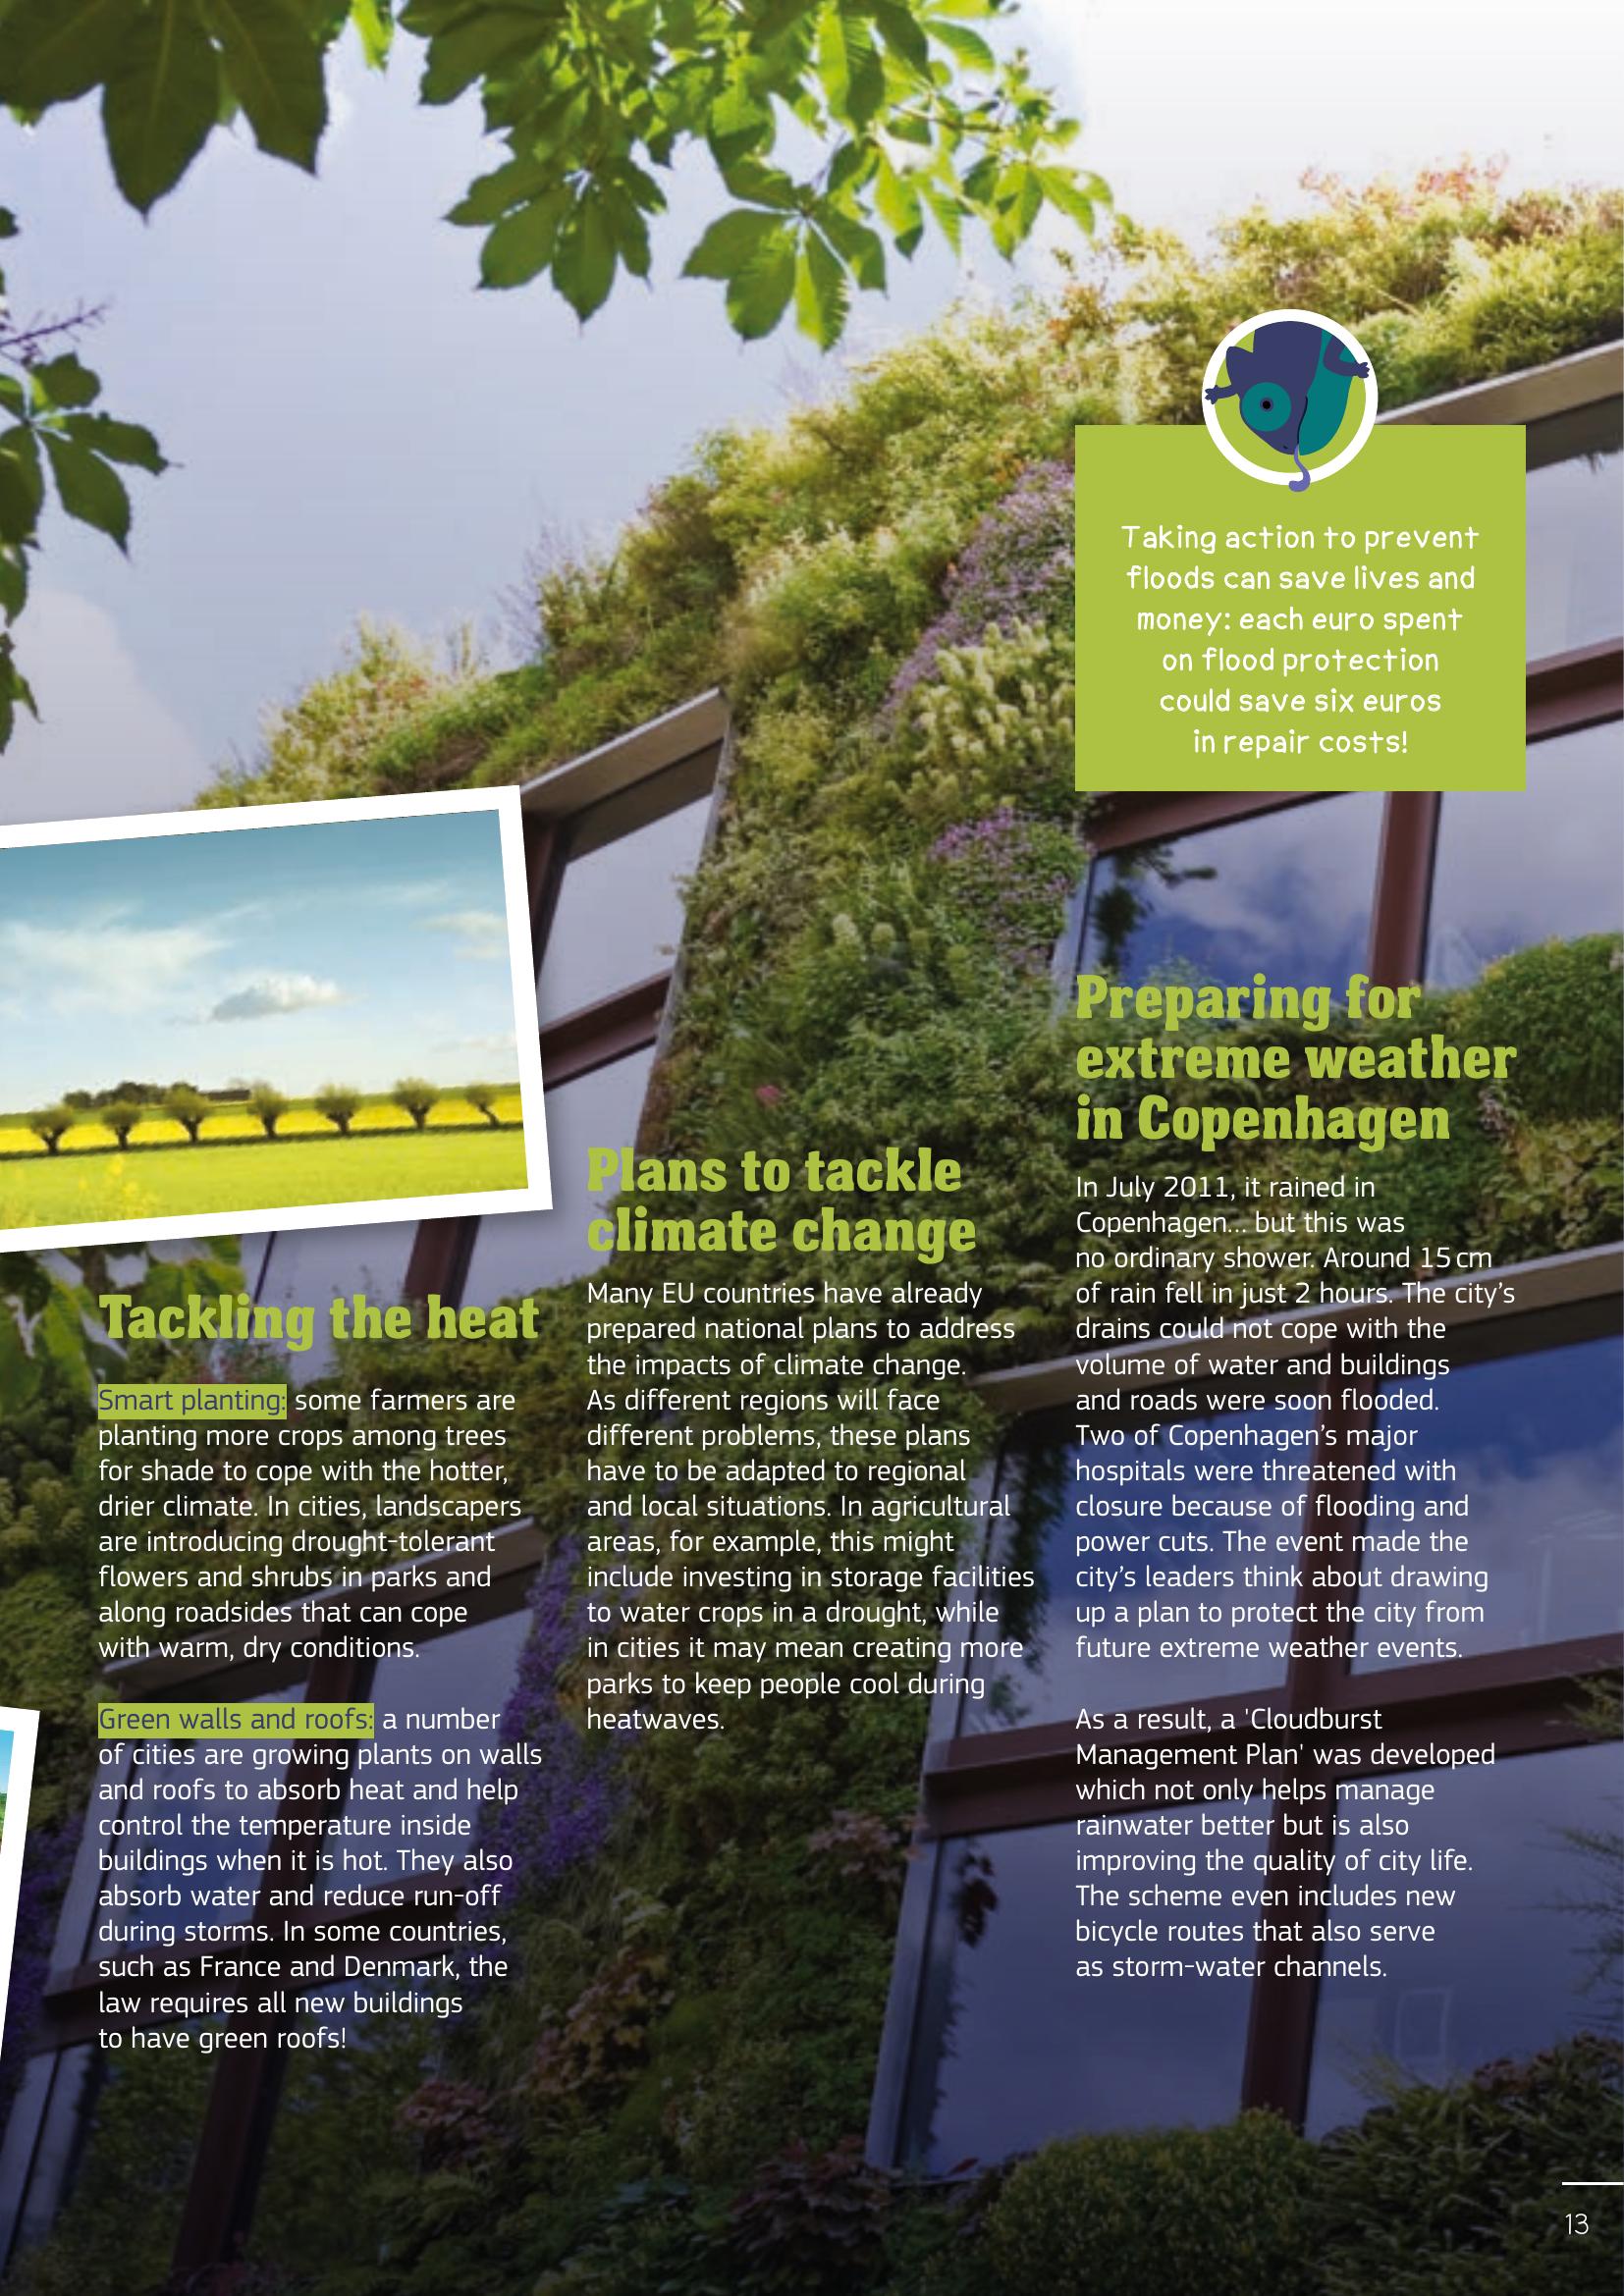 Taking action to prevent
floods can save lives and
money: each euro spent
on flood protection
could save six euros
in repair costs!
Tackling the heat
Smart planting: some farmers are
planting more crops among trees
for shade to cope with the hotter,
drier climate. In cities, landscapers
are introducing drought-tolerant
flowers and shrubs in parks and
along roadsides that can cope
with warm, dry conditions.
Green walls and roofs: a number
of cities are growing plants on walls
and roofs to absorb heat and help
control the temperature inside
buildings when it is hot. They also
absorb water and reduce run-off
during storms. In some countries,
such as France and Denmark, the
law requires all new buildings
to have green roofs!
Plans to tackle
climate change
Many EU countries have already
prepared national plans to address
the impacts of climate change.
As different regions will face
different problems, these plans
have to be adapted to regional
and local situations. In agricultural
areas, for example, this might
include investing in storage facilities
to water crops in a drought, while
in cities it may mean creating more
parks to keep people cool during
heatwaves.
Preparing for
extreme weather
in Copenhagen
In July 2011, it rained in
Copenhagen... but this was
no ordinary shower. Around 15 cm
of rain fell in just 2 hours. The city's
drains could not cope with the
volume of water and buildings
and roads were soon flooded.
Two of Copenhagen's major
hospitals were threatened with
closure because of flooding and
power cuts. The event made the
city's leaders think about drawing
up a plan to protect the city from
future extreme weather events.
As a result, a 'Cloudburst
Management Plan' was developed
which not only helps manage
rainwater better but is also
improving the quality of city life.
The scheme even includes new
bicycle routes that also serve
as storm-water channels.
13